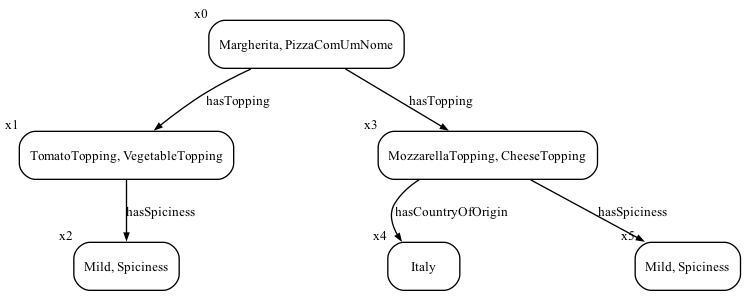 x0
Margherita, PizzaComUmNome
hasTopping
hasTopping
x1
TomatoTopping, VegetableTopping
x3
MozzarellaTopping, CheeseTopping
hasSpiciness
hasCountryOfOrigin
hasSpiciness
x2
Mild, Spiciness
x4
Italy
x5
Mild, Spiciness